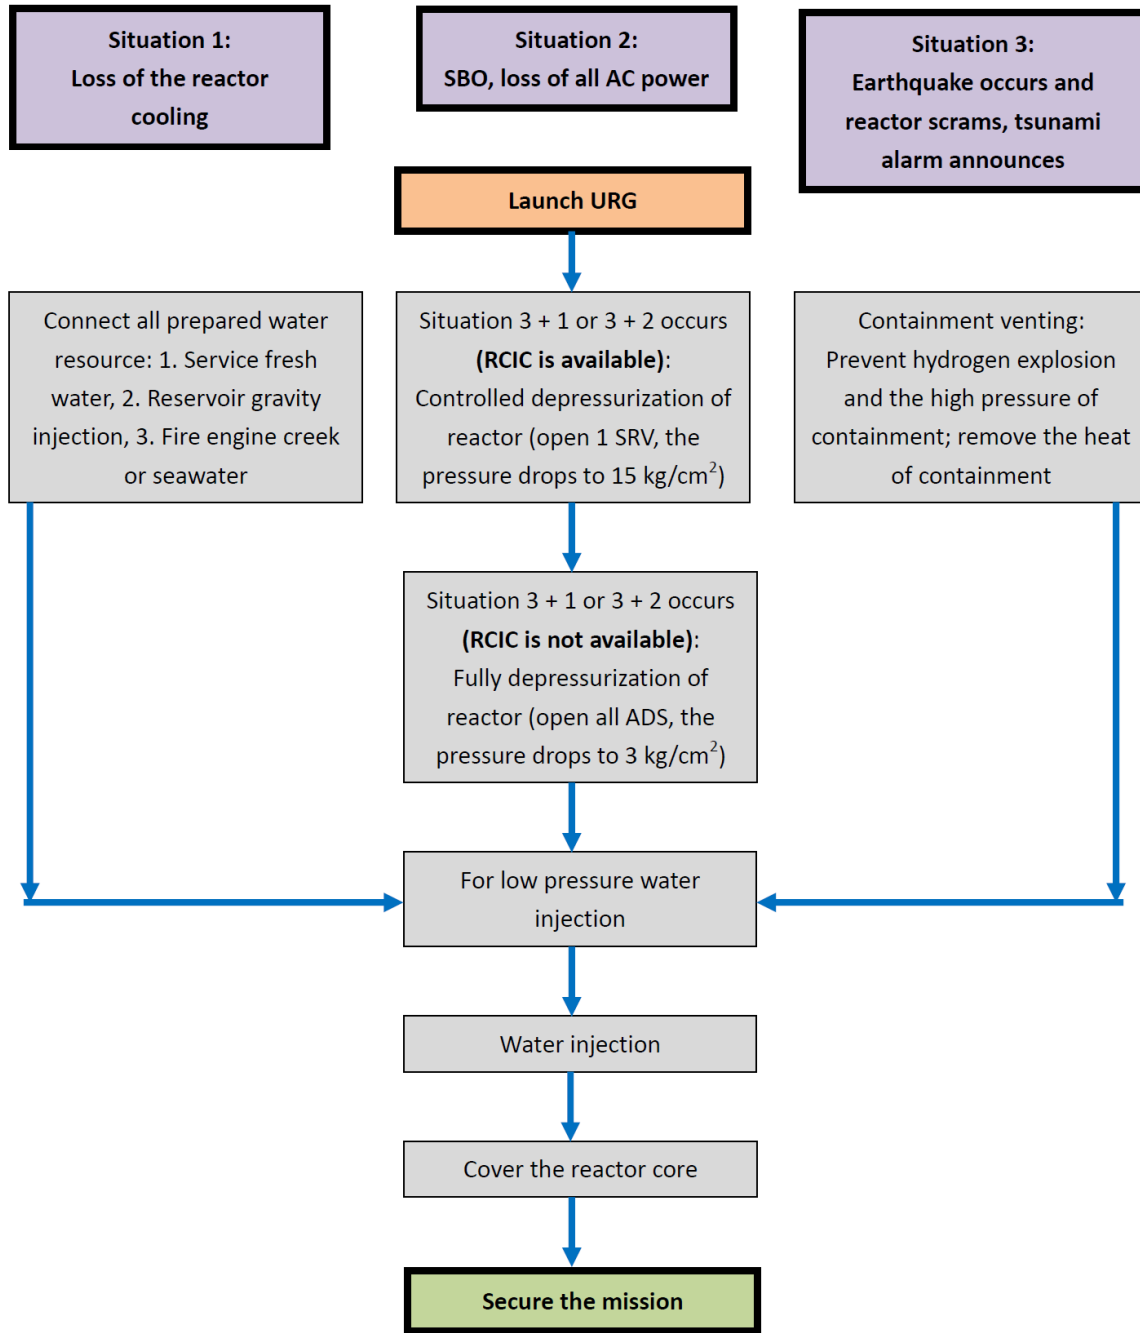 Situation 1:
Loss of the reactor
cooling
Situation 2:
SBO, loss of all AC power
Situation 3:
Earthquake occurs and
reactor scrams, tsunami
alarm announces
Launch URG
Connect all prepared water
resource: 1. Service fresh
water, 2. Reservoir gravity
injection, 3. Fire engine creek
or seawater
Situation 3 + 1 or 3 + 2 occurs
(RCIC is available):
Controlled depressurization of
reactor (open 1 SRV, the
pressure drops to 15 kg/cm²)
Containment venting:
Prevent hydrogen explosion
and the high pressure of
containment; remove the heat
of containment
Situation 3 + 1 or 3 + 2 occurs
(RCIC is not available):
Fully depressurization of
reactor (open all ADS, the
pressure drops to 3 kg/cm²)
For low pressure water
injection
Water injection
Cover the reactor core
Secure the mission